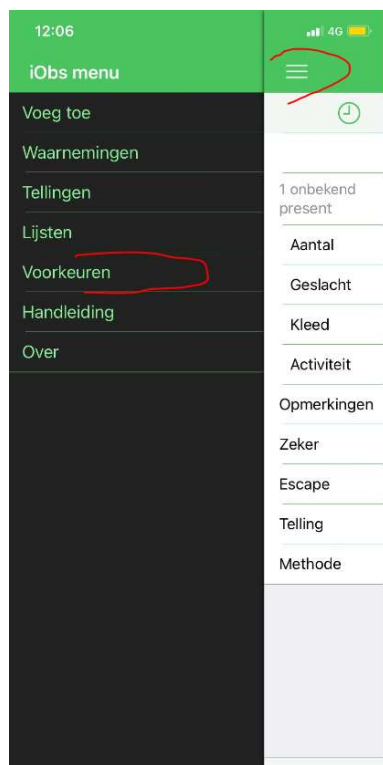 12:06
4G
iObs menu
Voeg toe
Waarnemingen
Tellingen
Lijsten
Voorkeuren
Handleiding
Over
1 onbekend
present
Aantal
Geslacht
Kleed
Activiteit
Opmerkingen
Zeker
Escape
Telling
Methode